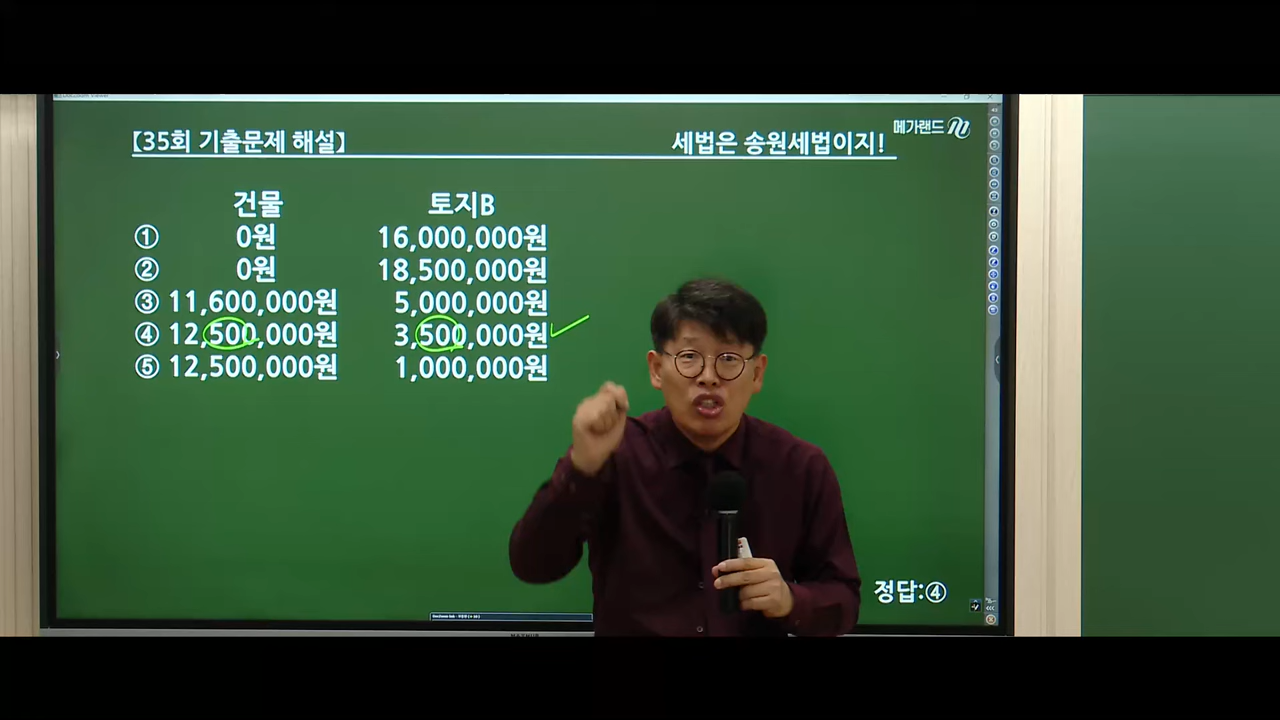 【35회 기출문제 해설】 세법은 송원세법이지!
메가랜드
건물 토지B
① 0원 16,000,000원
② 0원 18,500,000원
③ 11,600,000원 5,000,000원
④ 12,500,000원 3,500,000원
⑤ 12,500,000원 1,000,000원
정답:④